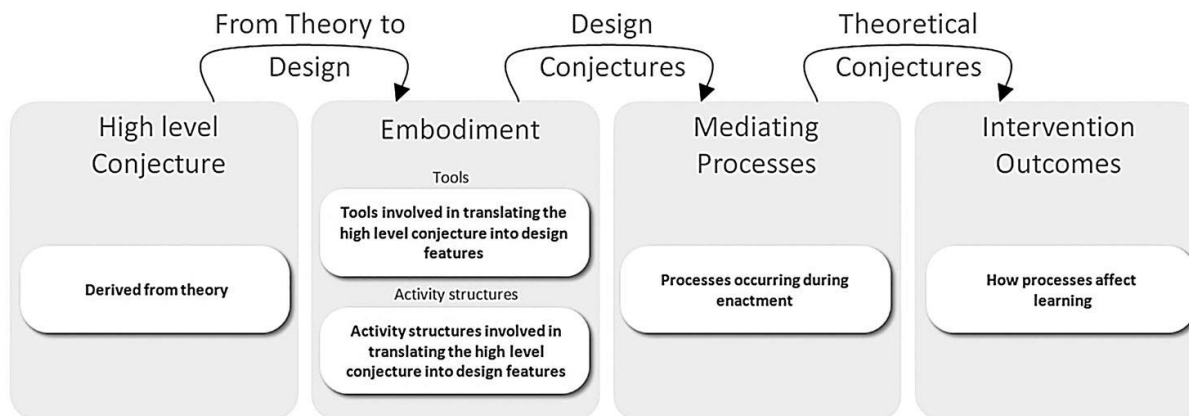 From Theory to
Design
Design
Conjectures
Theoretical
Conjectures
High level
Conjecture
Derived from theory
Embodiment
Tools
Tools involved in translating the
high level conjecture into design
features
Activity structures
Activity structures involved in
translating the high level
conjecture into design features
Mediating
Processes
Processes occurring during
enactment
Intervention
Outcomes
How processes affect
learning